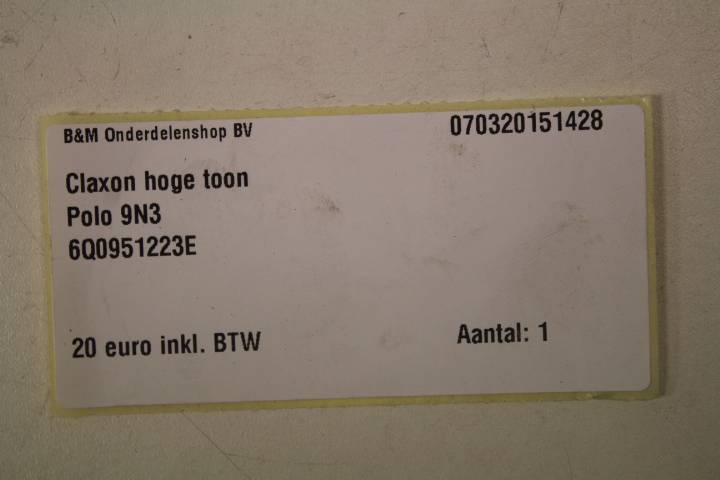 B&M Onderdelenshop BV 070320151428
Claxon hoge toon
Polo 9N3
6Q0951223E
20 euro inkl. BTW Aantal: 1